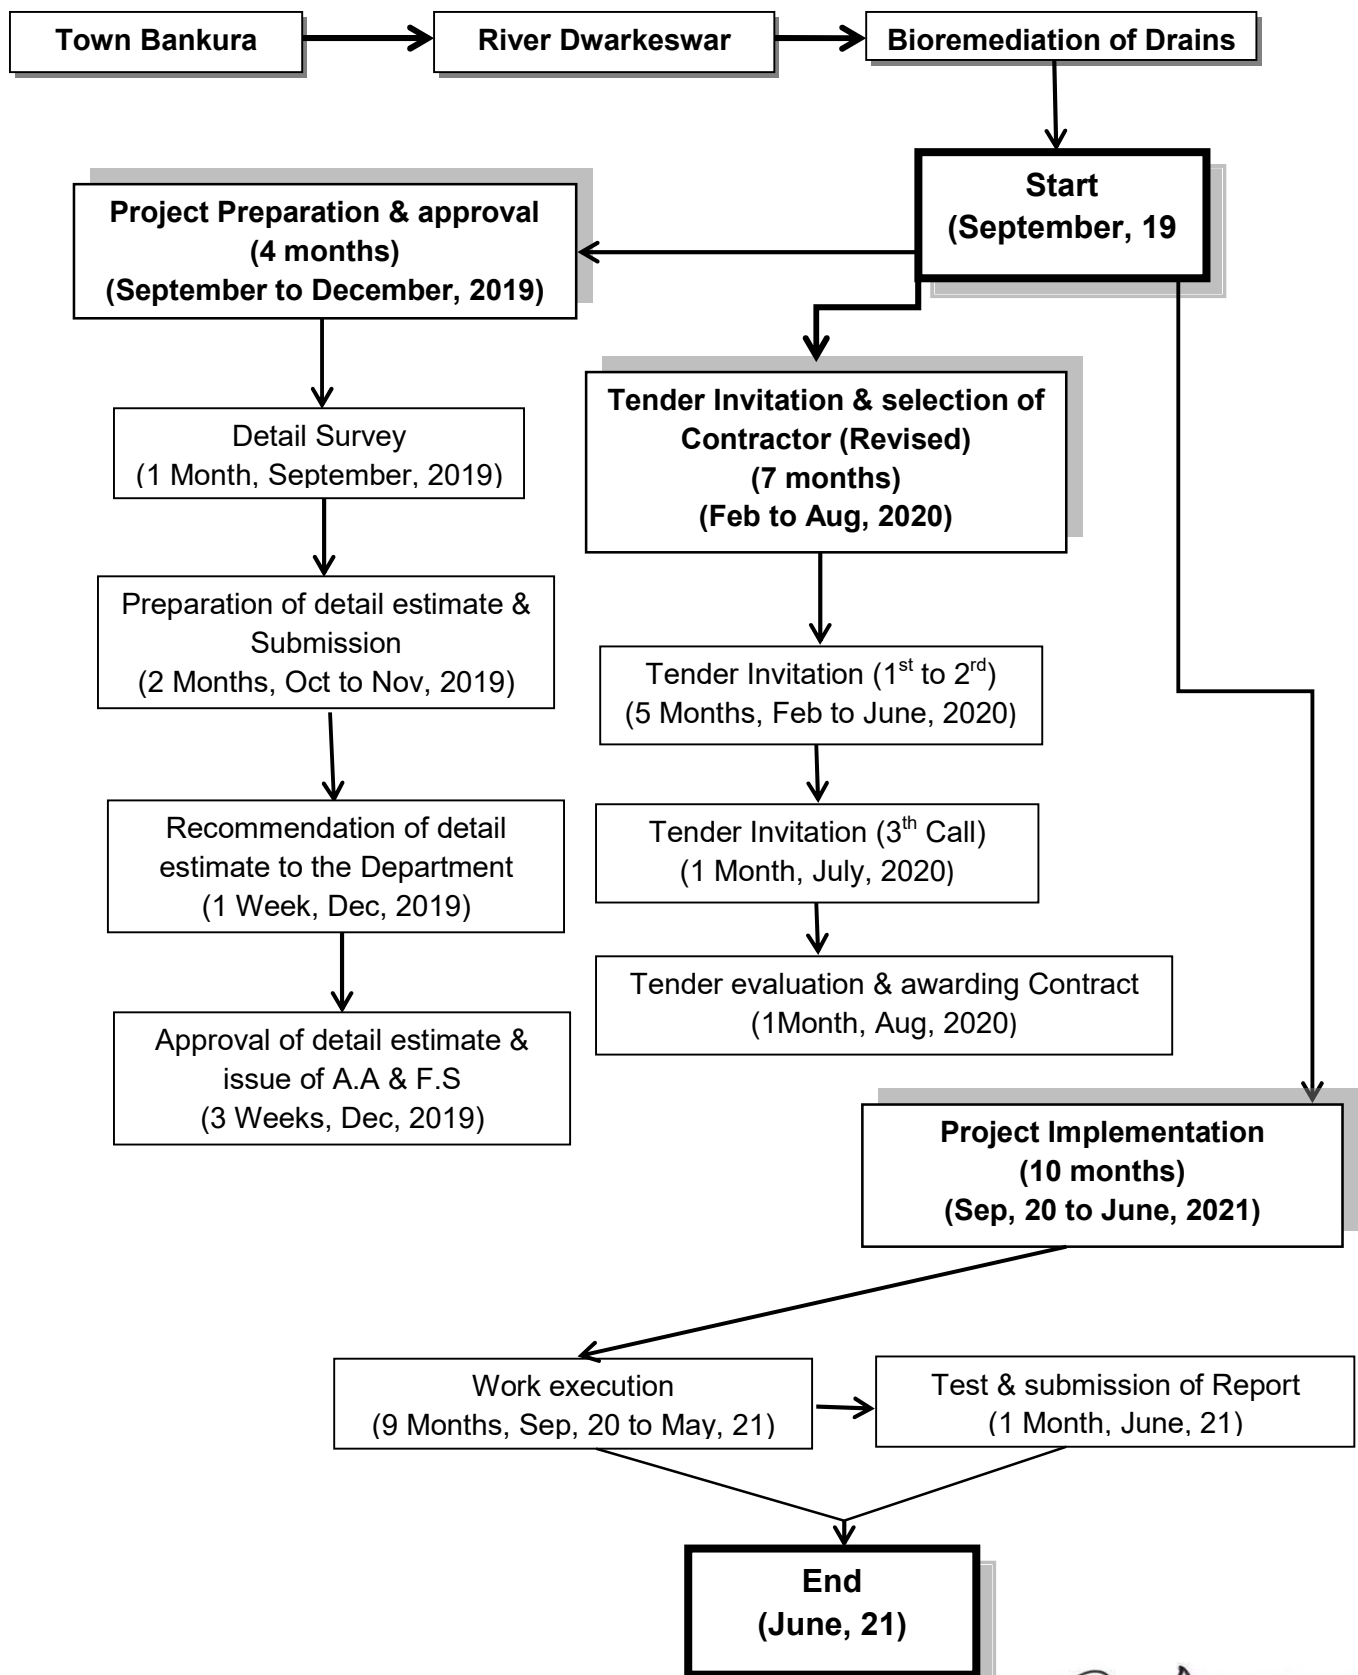 Town Bankura
River Dwarkeswar
Bioremediation of Drains
Start
(September, 19
Project Preparation & approval
(4 months)
(September to December, 2019)
Detail Survey
(1 Month, September, 2019)
Preparation of detail estimate &
Submission
(2 Months, Oct to Nov, 2019)
Recommendation of detail
estimate to the Department
(1 Week, Dec, 2019)
Approval of detail estimate &
issue of A.A & F.S
(3 Weeks, Dec, 2019)
Tender Invitation & selection of
Contractor (Revised)
(7 months)
(Feb to Aug, 2020)
Tender Invitation (1st to 2rd)
(5 Months, Feb to June, 2020)
Tender Invitation (3th Call)
(1 Month, July, 2020)
Tender evaluation & awarding Contract
(1Month, Aug, 2020)
Project Implementation
(10 months)
(Sep, 20 to June, 2021)
Work execution
(9 Months, Sep, 20 to May, 21)
Test & submission of Report
(1 Month, June, 21)
End
(June, 21)